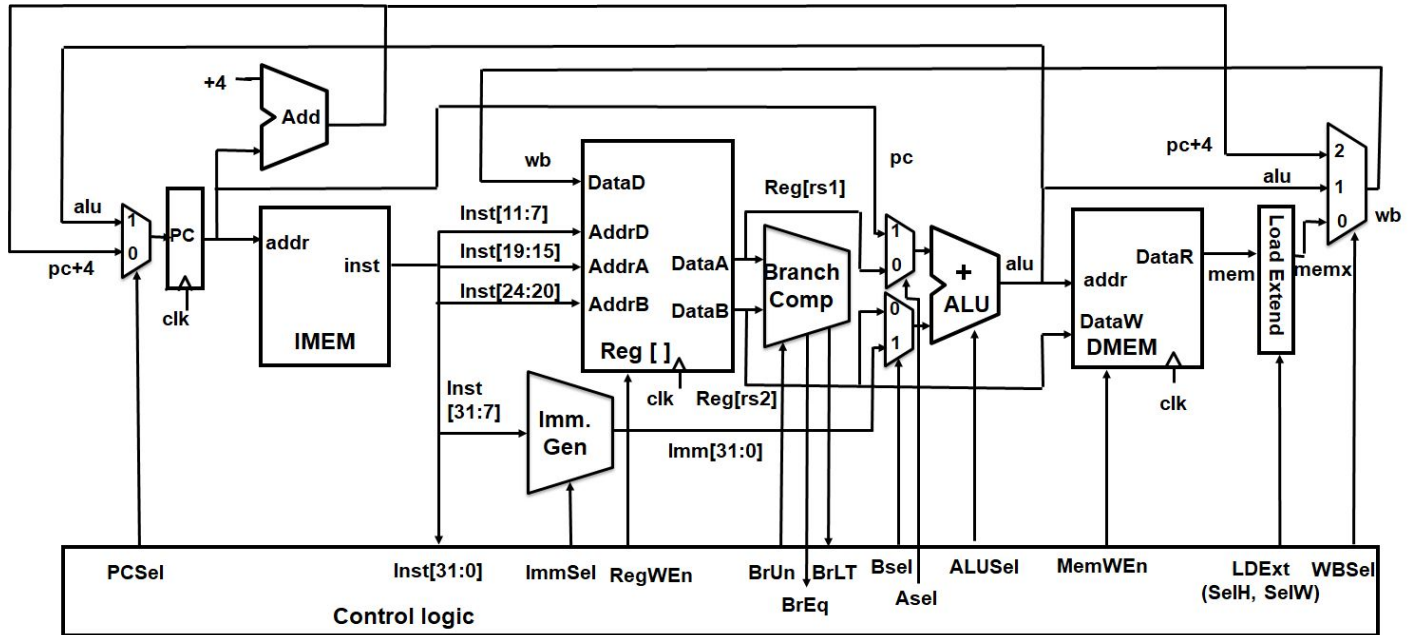 +4
Add
pc
pc+4
2
wb
DataD
Reg[rs1]
alu
1
alu
1
PC
0
pc+4
clk
addr
inst
IMEM
Inst[11:7]
AddrD
Inst[19:15]
AddrA
Inst[24:20]
AddrB
DataA
DataB
Reg [ ]
clk
Reg[rs2]
Branch
Comp
1
0
0
1
+
ALU
alu
addr
DataR
DataW
DMEM
clk
mem
Load Extend
memx
0
wb
Inst
[31:7]
Imm.
Gen
Imm[31:0]
PCSel
Inst[31:0]
ImmSel
RegWEn
BrUn
BrLT
BrEq
Bsel
Asel
ALUSel
MemWEn
LDExt
(SelH, SelW)
WBSel
Control logic